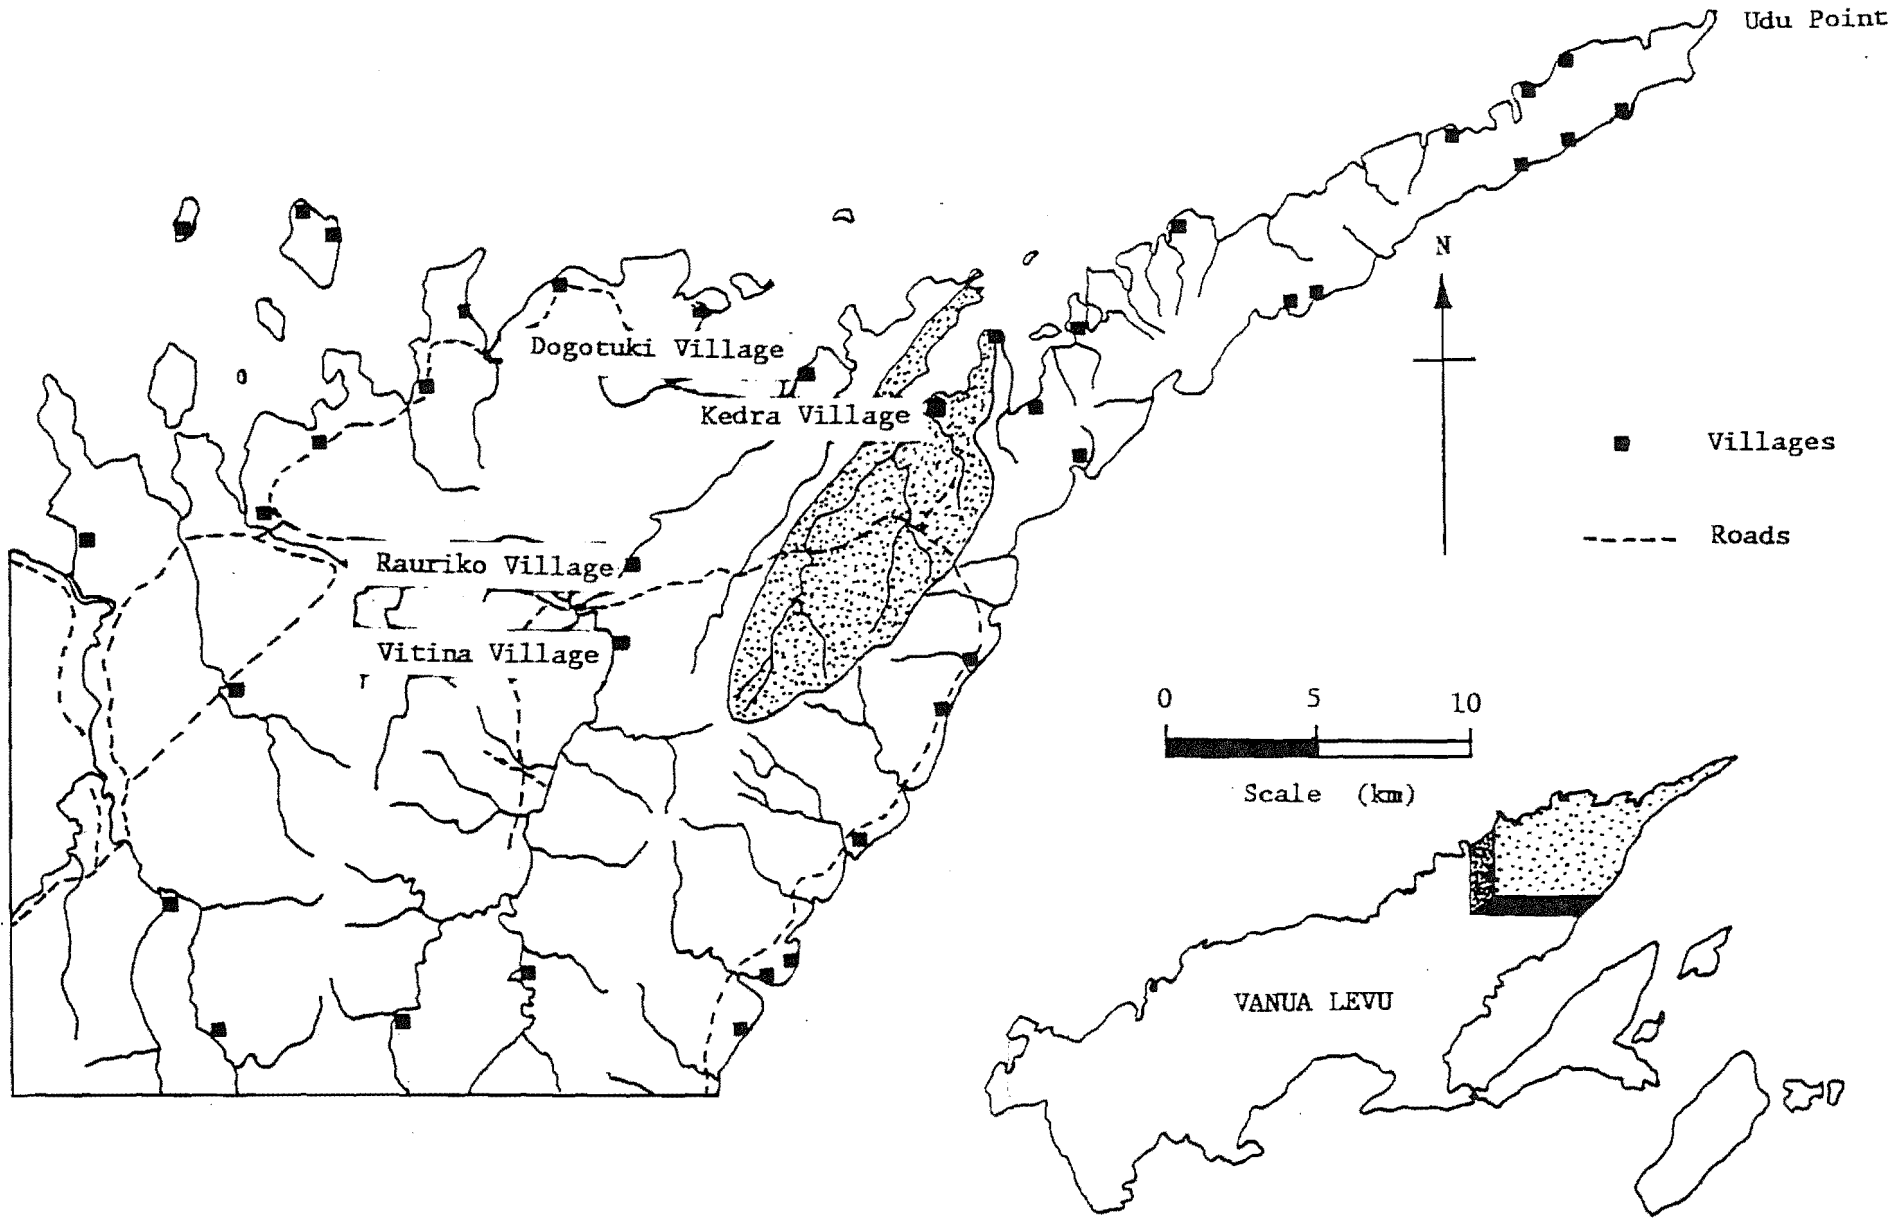 Udu Point
N
Dogotuki Village
Kedra Village
Villages
Roads
Rauriko Village
Vitina Village
0 5 10
Scale (km)
VANUA LEVU